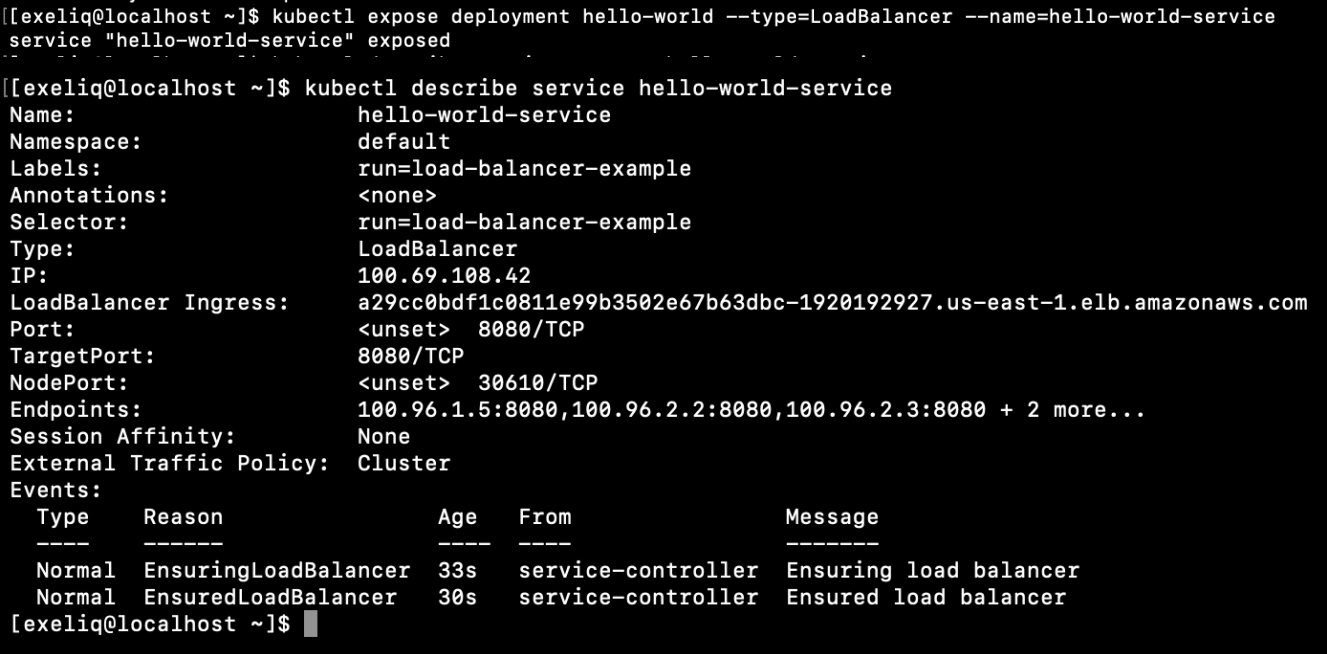 [[exeliq@localhost ~]$ kubectl expose deployment hello-world --type=LoadBalancer --name=hello-world-service
service "hello-world-service" exposed
[[exeliq@localhost ~]$ kubectl describe service hello-world-service
Name: hello-world-service
Namespace: default
Labels: run=load-balancer-example
Annotations: <none>
Selector: run=load-balancer-example
Type: LoadBalancer
IP: 100.69.108.42
LoadBalancer Ingress: a29cc0bdf1c0811e99b3502e67b63dbc-1920192927.us-east-1.elb.amazonaws.com
Port: <unset> 8080/TCP
TargetPort: 8080/TCP
NodePort: <unset> 30610/TCP
Endpoints: 100.96.1.5:8080,100.96.2.2:8080,100.96.2.3:8080 + 2 more...
Session Affinity: None
External Traffic Policy: Cluster
Events:
Type Reason Age From Message
---- ------ ---- ---- -------
Normal EnsuringLoadBalancer 33s service-controller Ensuring load balancer
Normal EnsuredLoadBalancer 30s service-controller Ensured load balancer
[exeliq@localhost ~]$